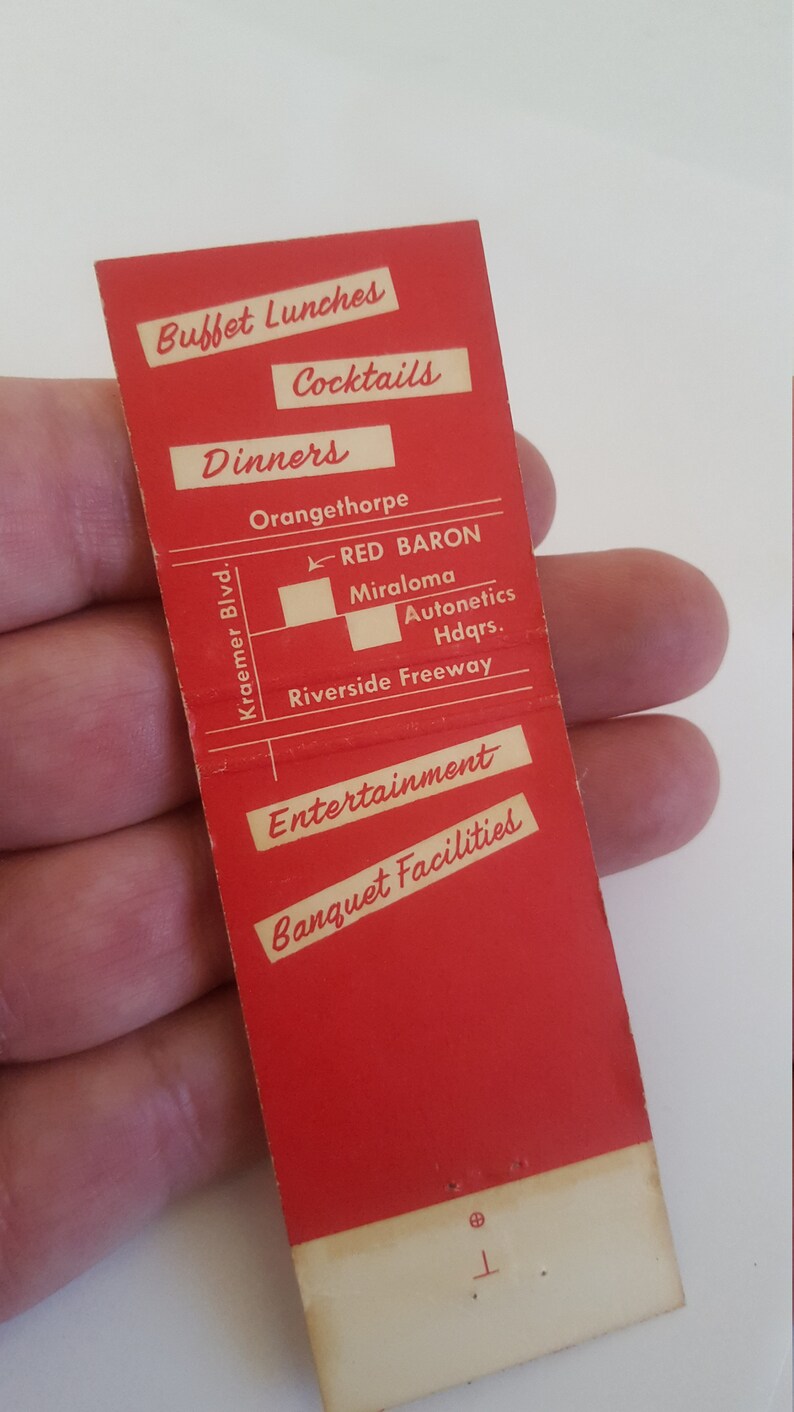 Buffet Lunches
Cocktails
Dinners
Orangethorpe
RED BARON
Kraemer Blvd.
Miraloma
Autonetics
Hdqrs.
Riverside Freeway
Entertainment
Banquet Facilities